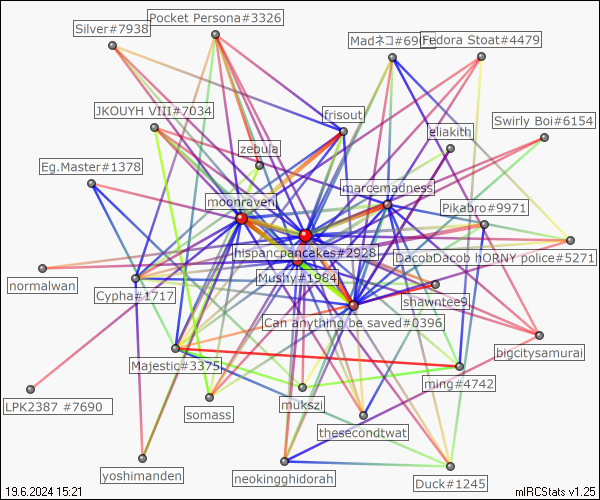 Pocket Persona#3326
Silver#7938
Madネコ#690
Fedora Stoat#4479
JKOUYH VIII#7034
frisout
eliakith
Swirly Boi#6154
zebula
Eg.Master#1378
marcemadness
moonraven
Pikabro#9971
hispancpancakes#2928
DacobDacob hORNY police#5271
Mushy#1984
normalwan
Cypha#1717
shawntee9
Can anything be saved#0396
bigcitysamurai
Majestic#3375
ming#4742
LPK2387 #7690
somass
mukszi
thesecondtwat
yoshimanden
neokingghidorah
Duck#1245
19.6.2024 15:21
mIRCStats v1.25